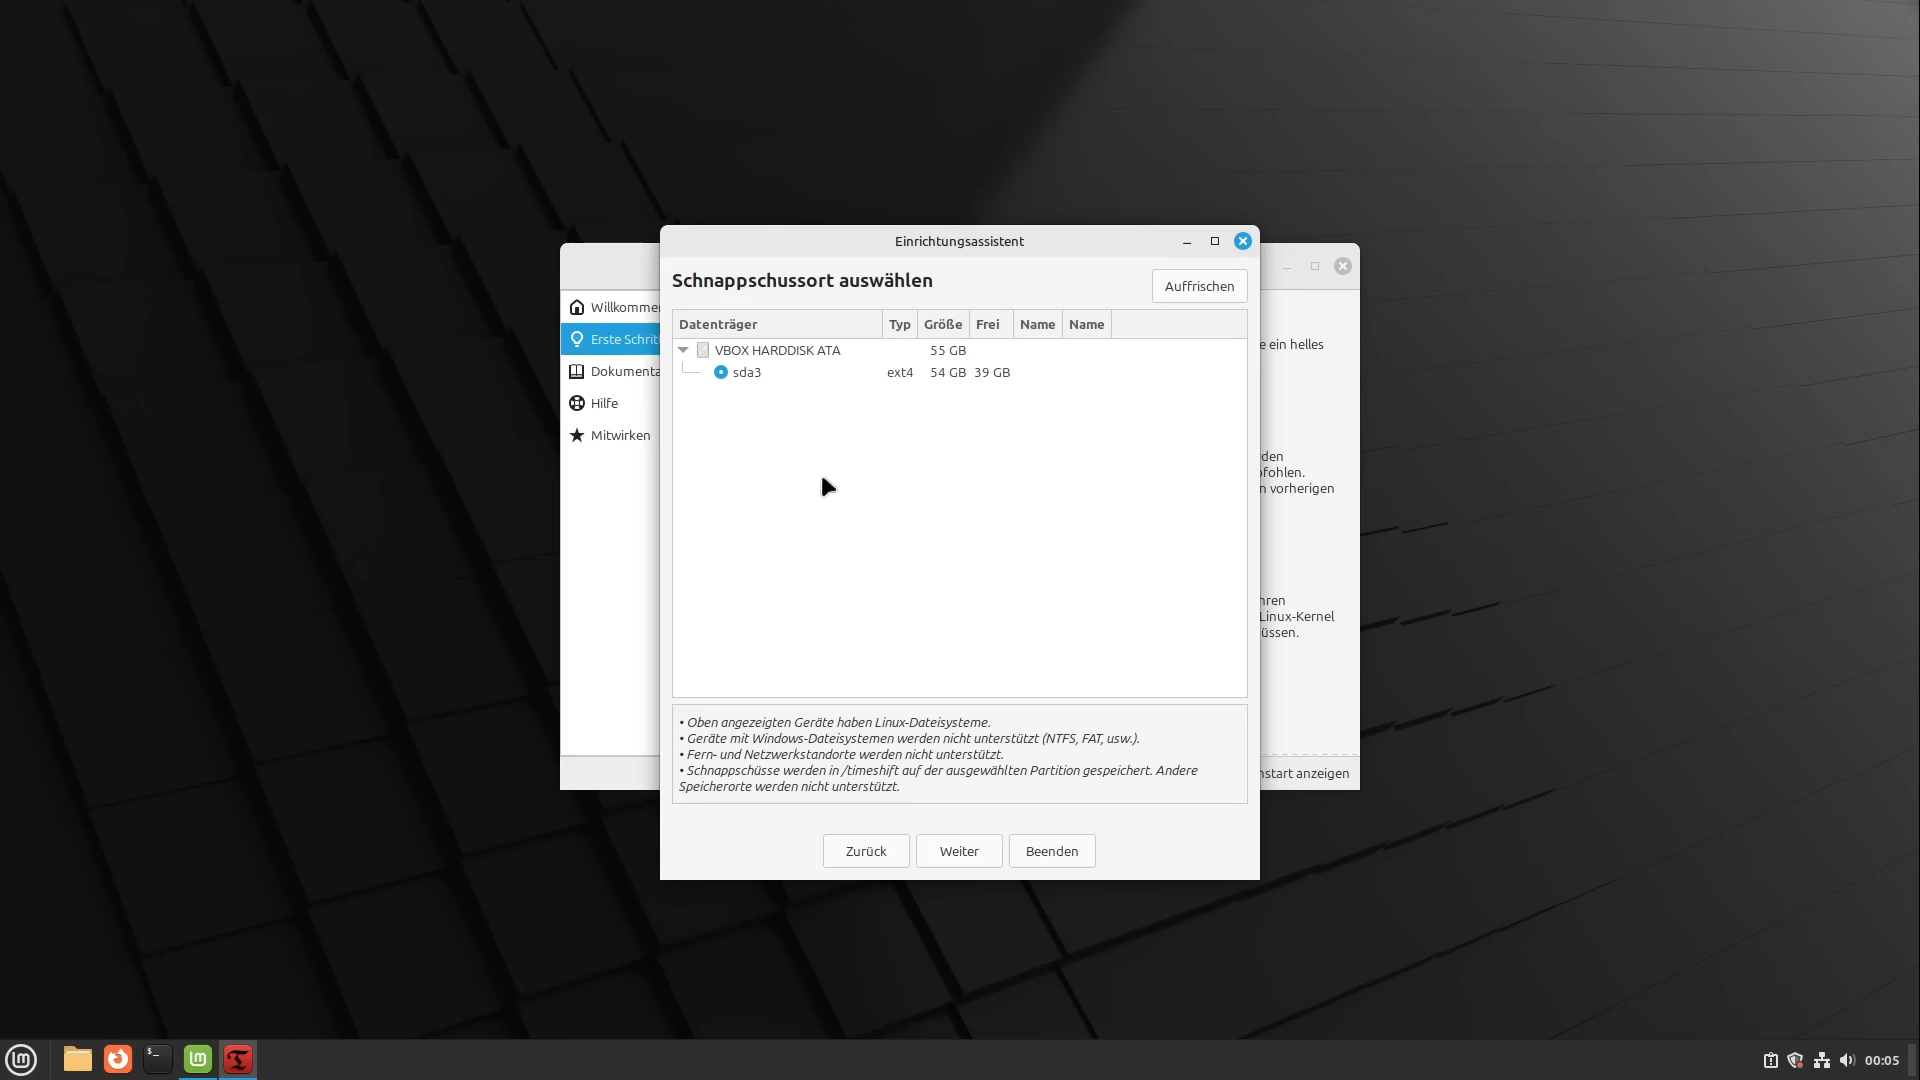 Einrichtungsassistent
Schnappschussort auswählen
Auffrischen
Datenträger Typ Größe Frei Name Name
VBOX HARDDISK ATA 55 GB
sda3 ext4 54 GB 39 GB
• Oben angezeigten Geräte haben Linux-Dateisysteme.
• Geräte mit Windows-Dateisystemen werden nicht unterstützt (NTFS, FAT, usw.).
• Fern- und Netzwerkstandorte werden nicht unterstützt.
• Schnappschüsse werden in /timeshift auf der ausgewählten Partition gespeichert. Andere
Speicherorte werden nicht unterstützt.
Zurück Weiter Beenden
Willkommen
Erste Schritt
Dokumenta
Hilfe
Mitwirken
e ein helles
rden
ofohlen.
n vorherigen
hren
Linux-Kernel
üssen.
nstart anzeigen
00:05